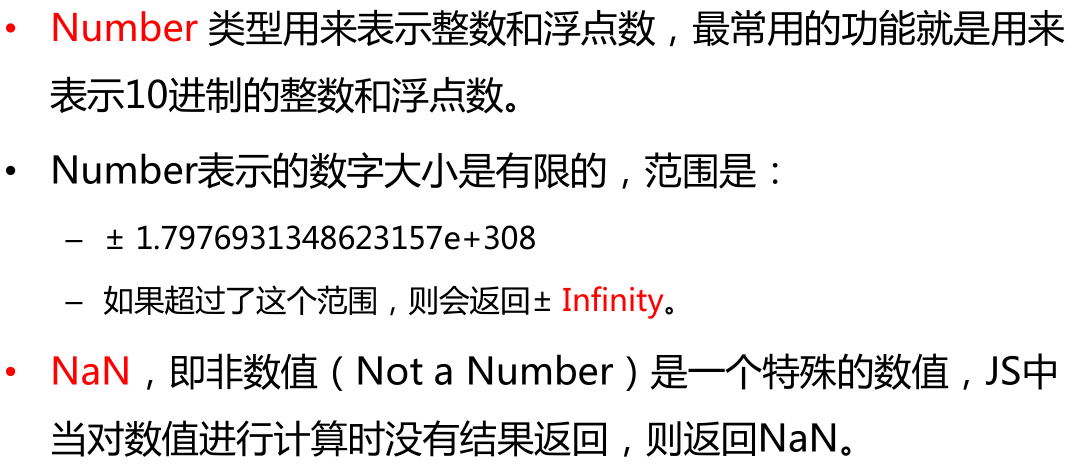 • Number 类型用来表示整数和浮点数，最常用的功能就是用来
表示10进制的整数和浮点数。
• Number表示的数字大小是有限的，范围是：
– ± 1.7976931348623157e+308
– 如果超过了这个范围，则会返回± Infinity。
• NaN，即非数值（Not a Number）是一个特殊的数值，JS中
当对数值进行计算时没有结果返回，则返回NaN。